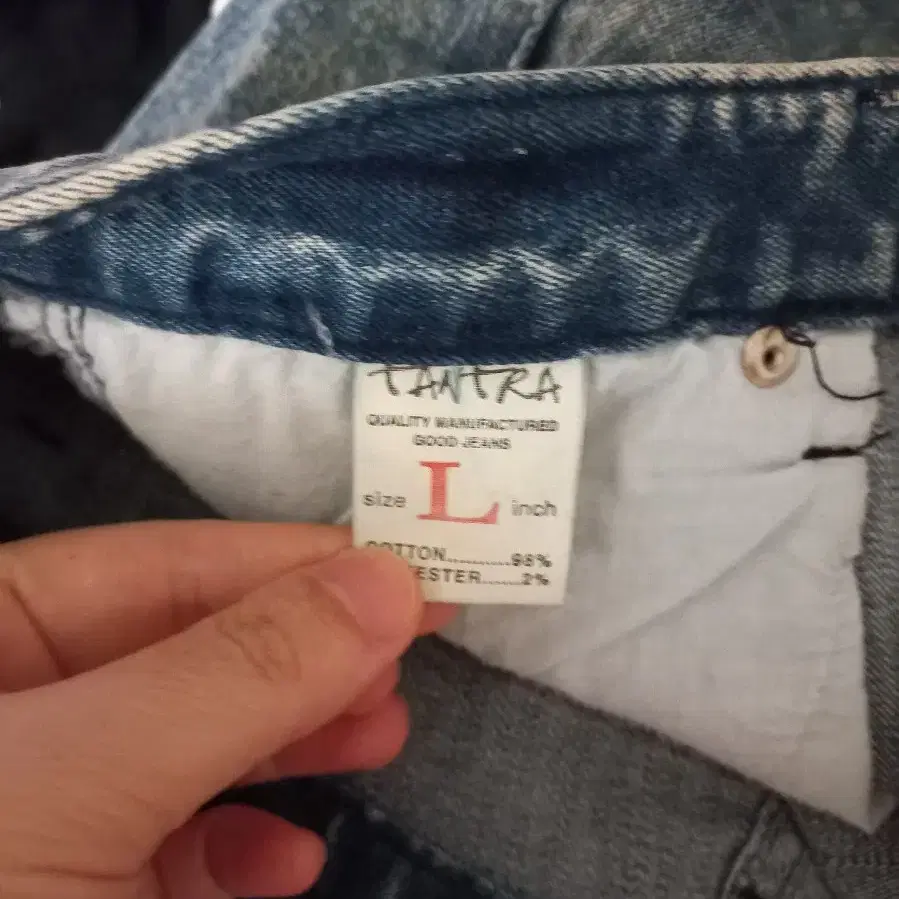 TANTRA
QUALITY MANUFACTURED
GOOD JEANS
size L inch
COTTON............98%
ESTER.......2%